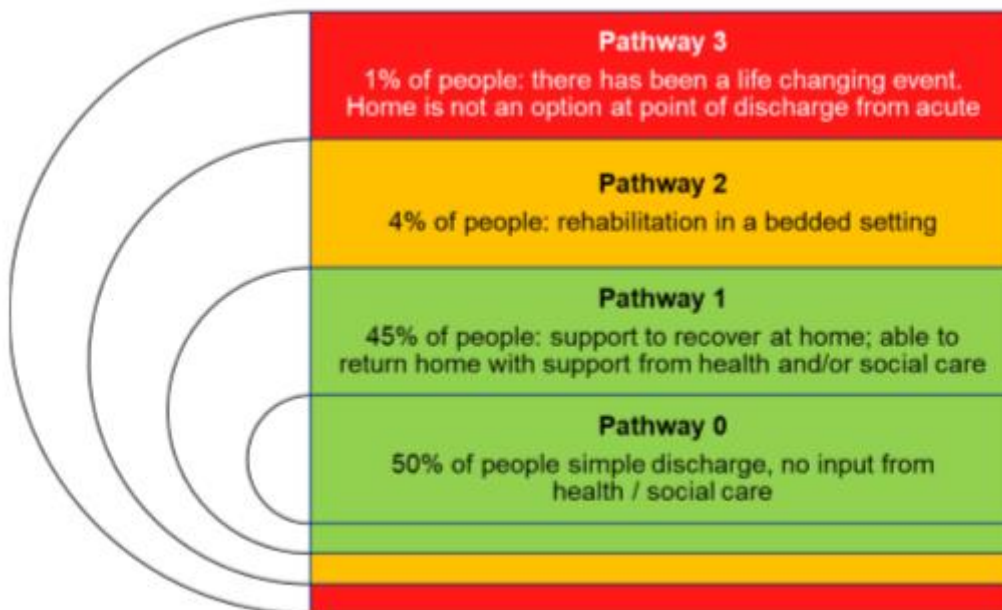 Pathway 3
1% of people: there has been a life changing event.
Home is not an option at point of discharge from acute
Pathway 2
4% of people: rehabilitation in a bedded setting
Pathway 1
45% of people: support to recover at home; able to
return home with support from health and/or social care
Pathway 0
50% of people simple discharge, no input from
health / social care